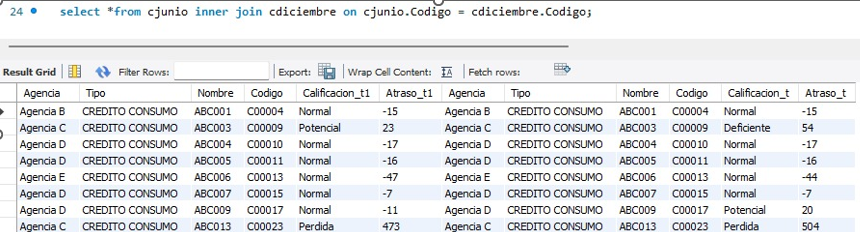 24 select *from cjunio inner join cdiciembre on cjunio.Codigo = cdiciembre.Codigo;
Result Grid Filter Rows: Export: Wrap Cell Content: Fetch rows:
Agencia Tipo Nombre Codigo Calificacion_t1 Atraso_t1 Agencia Tipo Nombre Codigo Calificacion_t Atraso_t
Agencia B CREDITO CONSUMO ABC001 C00004 Normal -15 Agencia B CREDITO CONSUMO ABC001 C00004 Normal -15
Agencia C CREDITO CONSUMO ABC003 C00009 Potencial 23 Agencia C CREDITO CONSUMO ABC003 C00009 Deficiente 54
Agencia D CREDITO CONSUMO ABC004 C00010 Normal -17 Agencia D CREDITO CONSUMO ABC004 C00010 Normal -17
Agencia D CREDITO CONSUMO ABC005 C00011 Normal -16 Agencia D CREDITO CONSUMO ABC005 C00011 Normal -16
Agencia E CREDITO CONSUMO ABC006 C00013 Normal -47 Agencia E CREDITO CONSUMO ABC006 C00013 Normal -44
Agencia D CREDITO CONSUMO ABC007 C00015 Normal -7 Agencia D CREDITO CONSUMO ABC007 C00015 Normal -7
Agencia D CREDITO CONSUMO ABC009 C00017 Normal -11 Agencia D CREDITO CONSUMO ABC009 C00017 Potencial 20
Agencia C CREDITO CONSUMO ABC013 C00023 Perdida 473 Agencia C CREDITO CONSUMO ABC013 C00023 Perdida 504